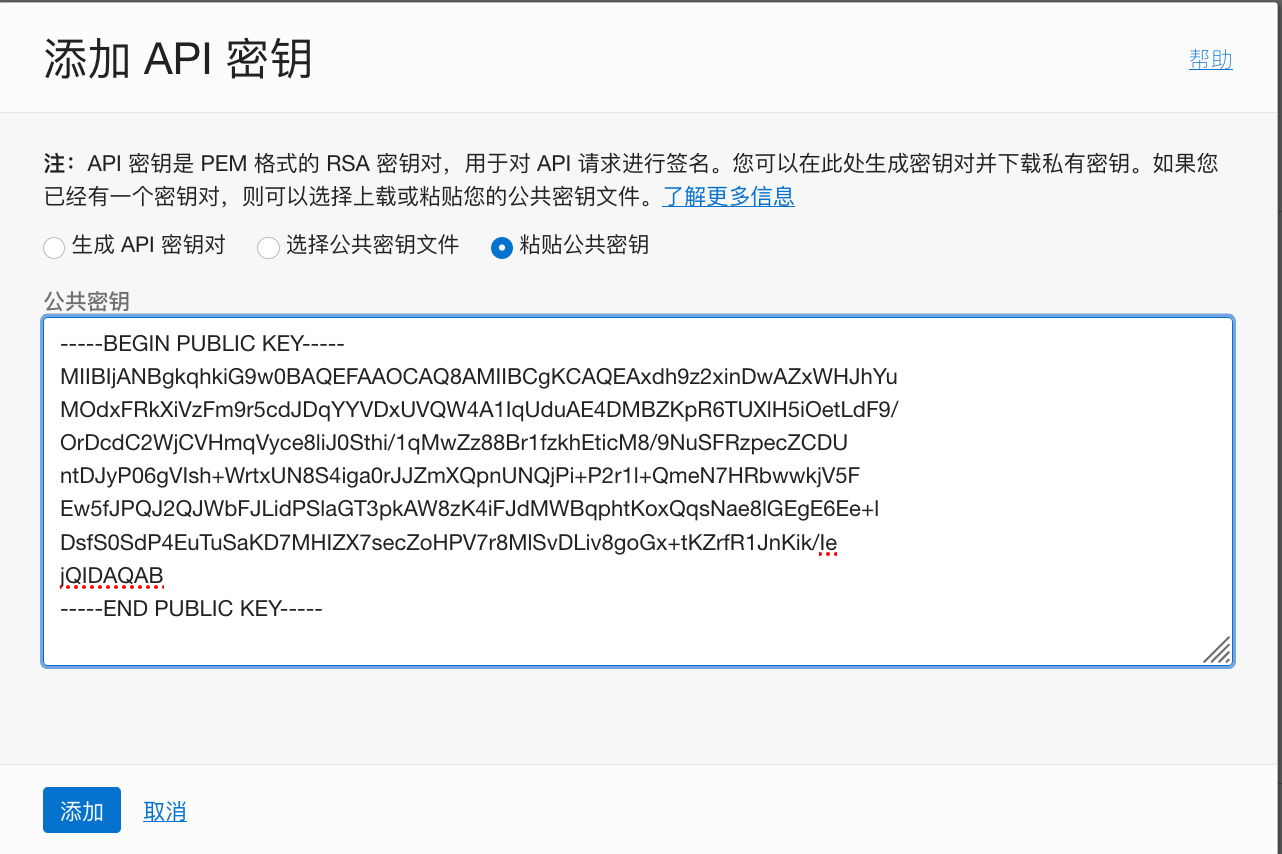 添加 API 密钥
帮助
注：API 密钥是 PEM 格式的 RSA 密钥对，用于对 API 请求进行签名。您可以在此处生成密钥对并下载私有密钥。如果您
已经有一个密钥对，则可以选择上载或粘贴您的公共密钥文件。了解更多信息
生成 API 密钥对 选择公共密钥文件 粘贴公共密钥
公共密钥
-----BEGIN PUBLIC KEY-----
MIIBIjANBgkqhkiG9w0BAQEFAAOCAQ8AMIIBCgKCAQEAxdh9z2xinDwAZxWHJhYu
MOdxFRkXiVzFm9r5cdJDqYYVDxUVQW4A1IqUduAE4DMBZKpR6TUXlH5iOetLdF9/
OrDcdC2WjCVHmqVyce8liJ0Sthi/1qMwZz88Br1fzkhEticM8/9NuSFRzpecZCDU
ntDJyP06gVIsh+WrtxUN8S4iga0rJJZmXQpnUNQjPi+P2r1l+QmeN7HRbwwkjV5F
Ew5fJPQJ2QJWbFJLidPSlaGT3pkAW8zK4iFJdMWBqphtKoxQqsNae8lGEgE6Ee+l
DsfS0SdP4EuTuSaKD7MHIZX7secZoHPV7r8MlSvDLiv8goGx+tKZrfR1JnKik/Ie
jQIDAQAB
-----END PUBLIC KEY-----
添加 取消